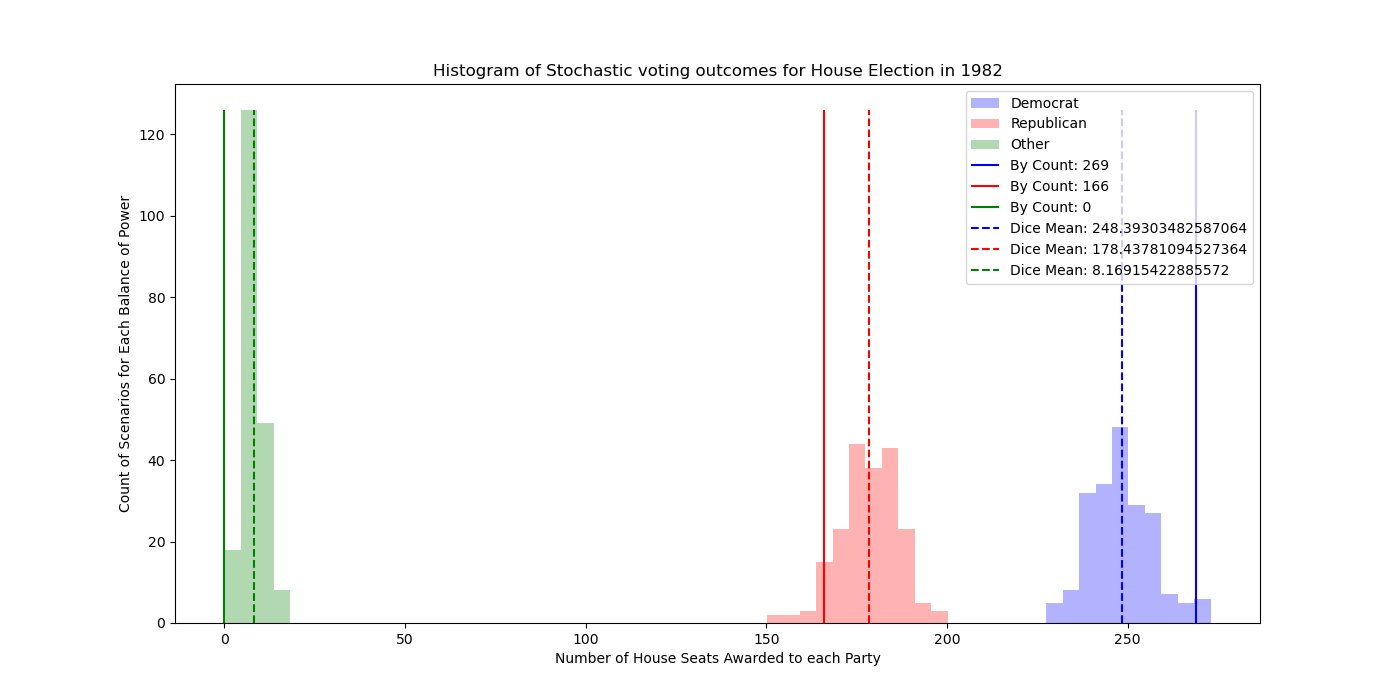 Histogram of Stochastic voting outcomes for House Election in 1982
Count of Scenarios for Each Balance of Power
120
100
80
60
40
20
0
Democrat
Republican
Other
By Count: 269
By Count: 166
By Count: 0
Dice Mean: 248.39303482587064
Dice Mean: 178.43781094527364
Dice Mean: 8.16915422885572
0 50 100 150 200 250
Number of House Seats Awarded to each Party